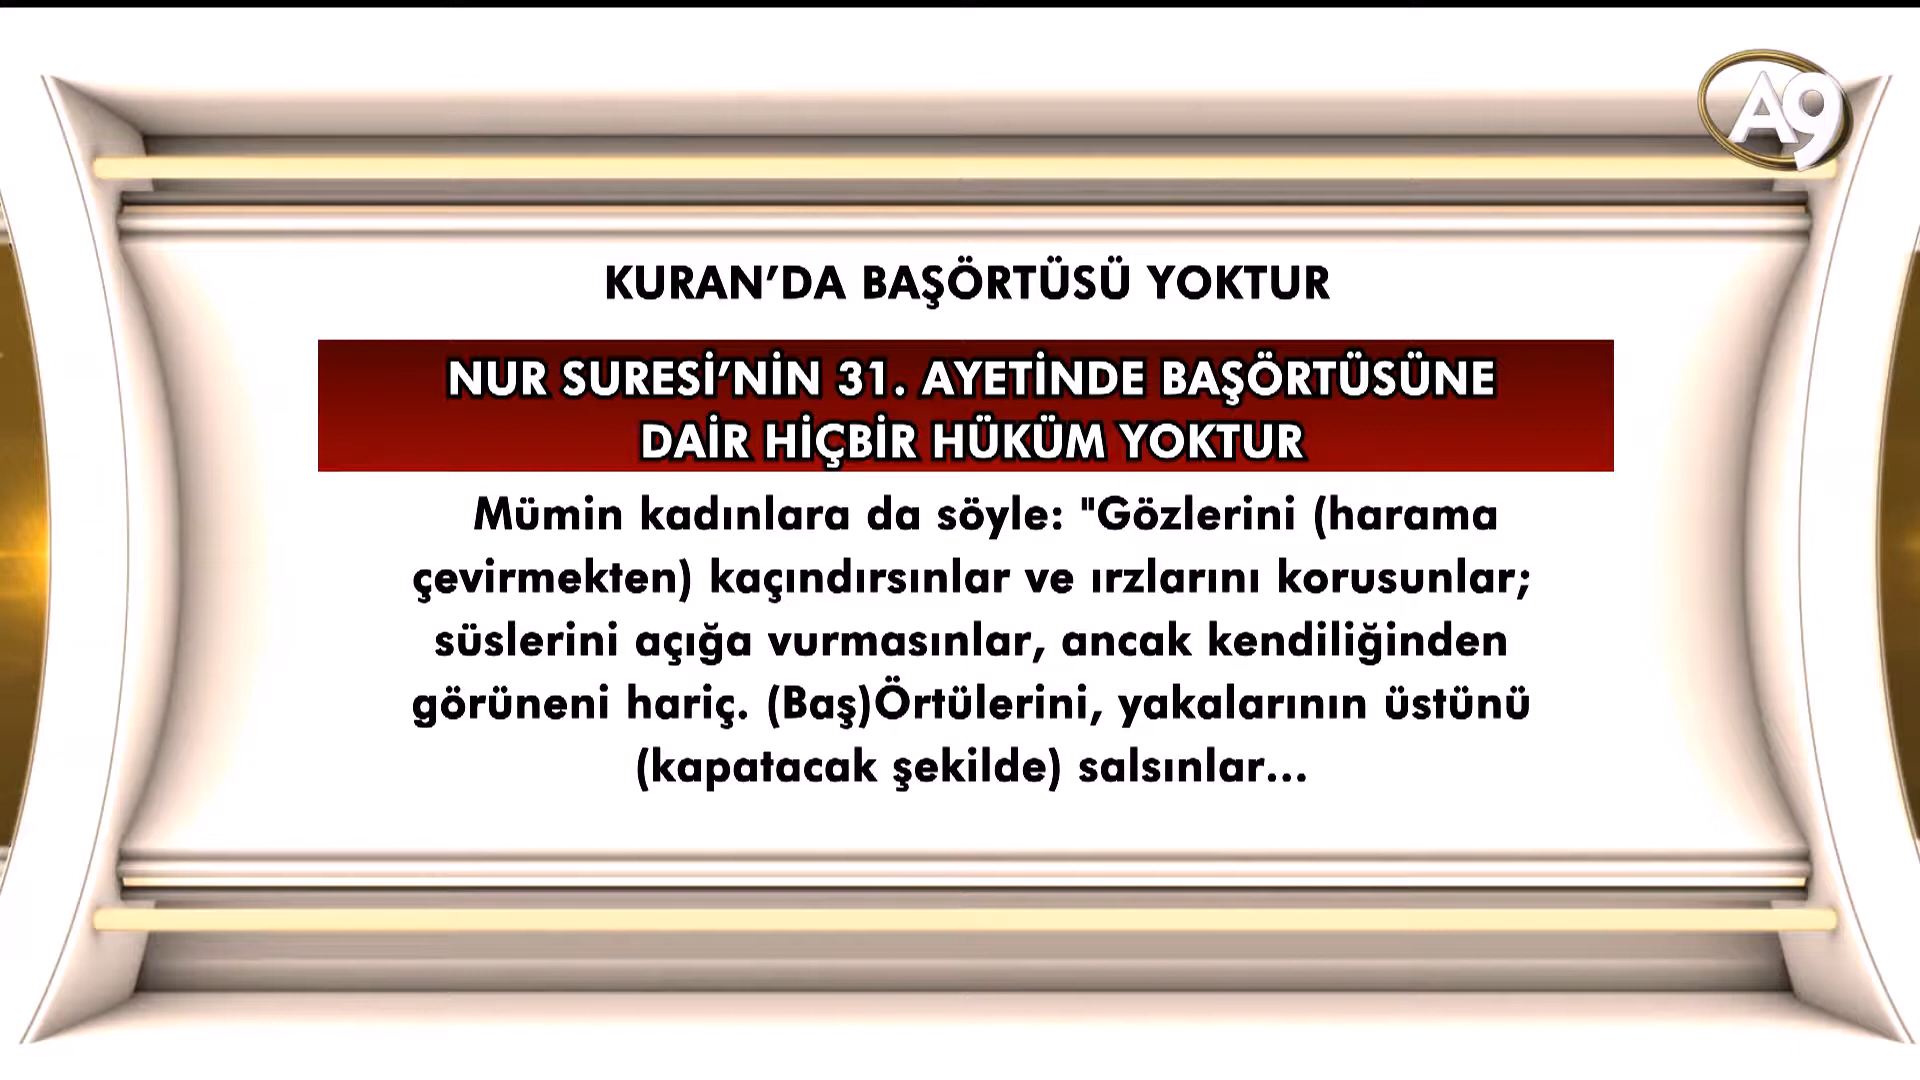 A9
KURAN’DA BAŞÖRTÜSÜ YOKTUR
NUR SURESİ’NİN 31. AYETİNDE BAŞÖRTÜSÜNE
DAİR HİÇBİR HÜKÜM YOKTUR
Mümin kadınlara da söyle: "Gözlerini (harama
çevirmekten) kaçındırsınlar ve ırzlarını korusunlar;
süslerini açığa vurmasınlar, ancak kendiliğinden
görüneni hariç. (Baş)Örtülerini, yakalarının üstünü
(kapatacak şekilde) salsınlar...